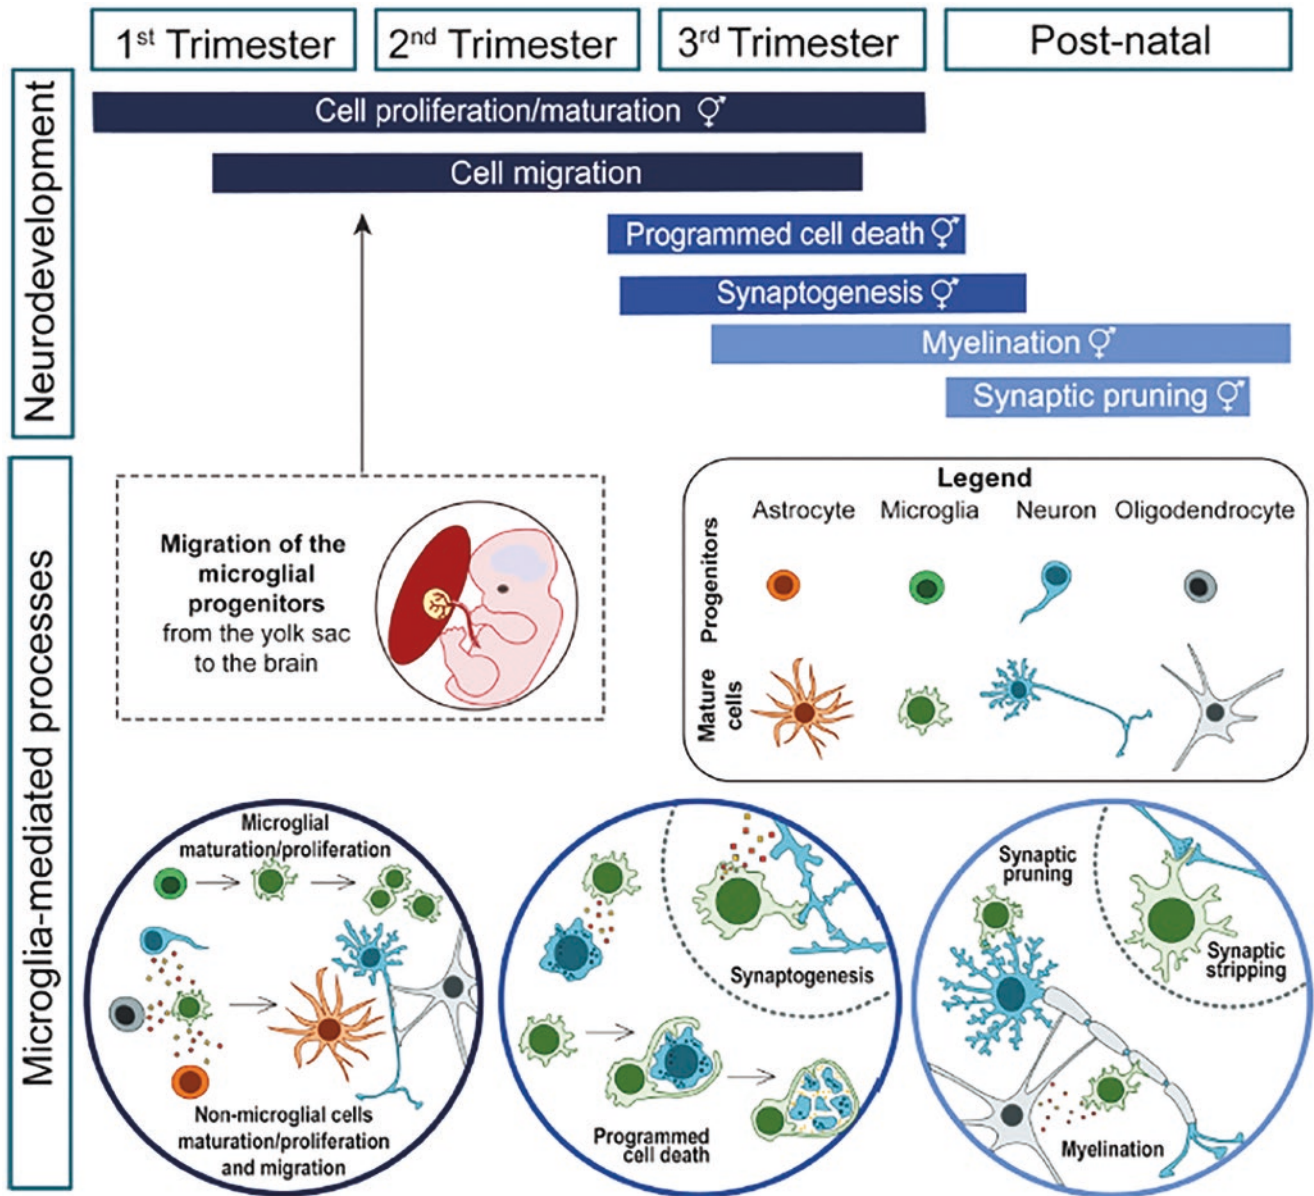 1st Trimester
2nd Trimester
3rd Trimester
Post-natal
Neurodevelopment
Cell proliferation/maturation ⚥
Cell migration
Programmed cell death ⚥
Synaptogenesis ⚥
Myelination ⚥
Synaptic pruning ⚥
Microglia-mediated processes
Migration of the
microglial
progenitors
from the yolk sac
to the brain
Legend
Astrocyte Microglia Neuron Oligodendrocyte
Progenitors
Mature
cells
Microglial
maturation/proliferation
Non-microglial cells
maturation/proliferation
and migration
Synaptogenesis
Programmed
cell death
Synaptic
pruning
Synaptic
stripping
Myelination